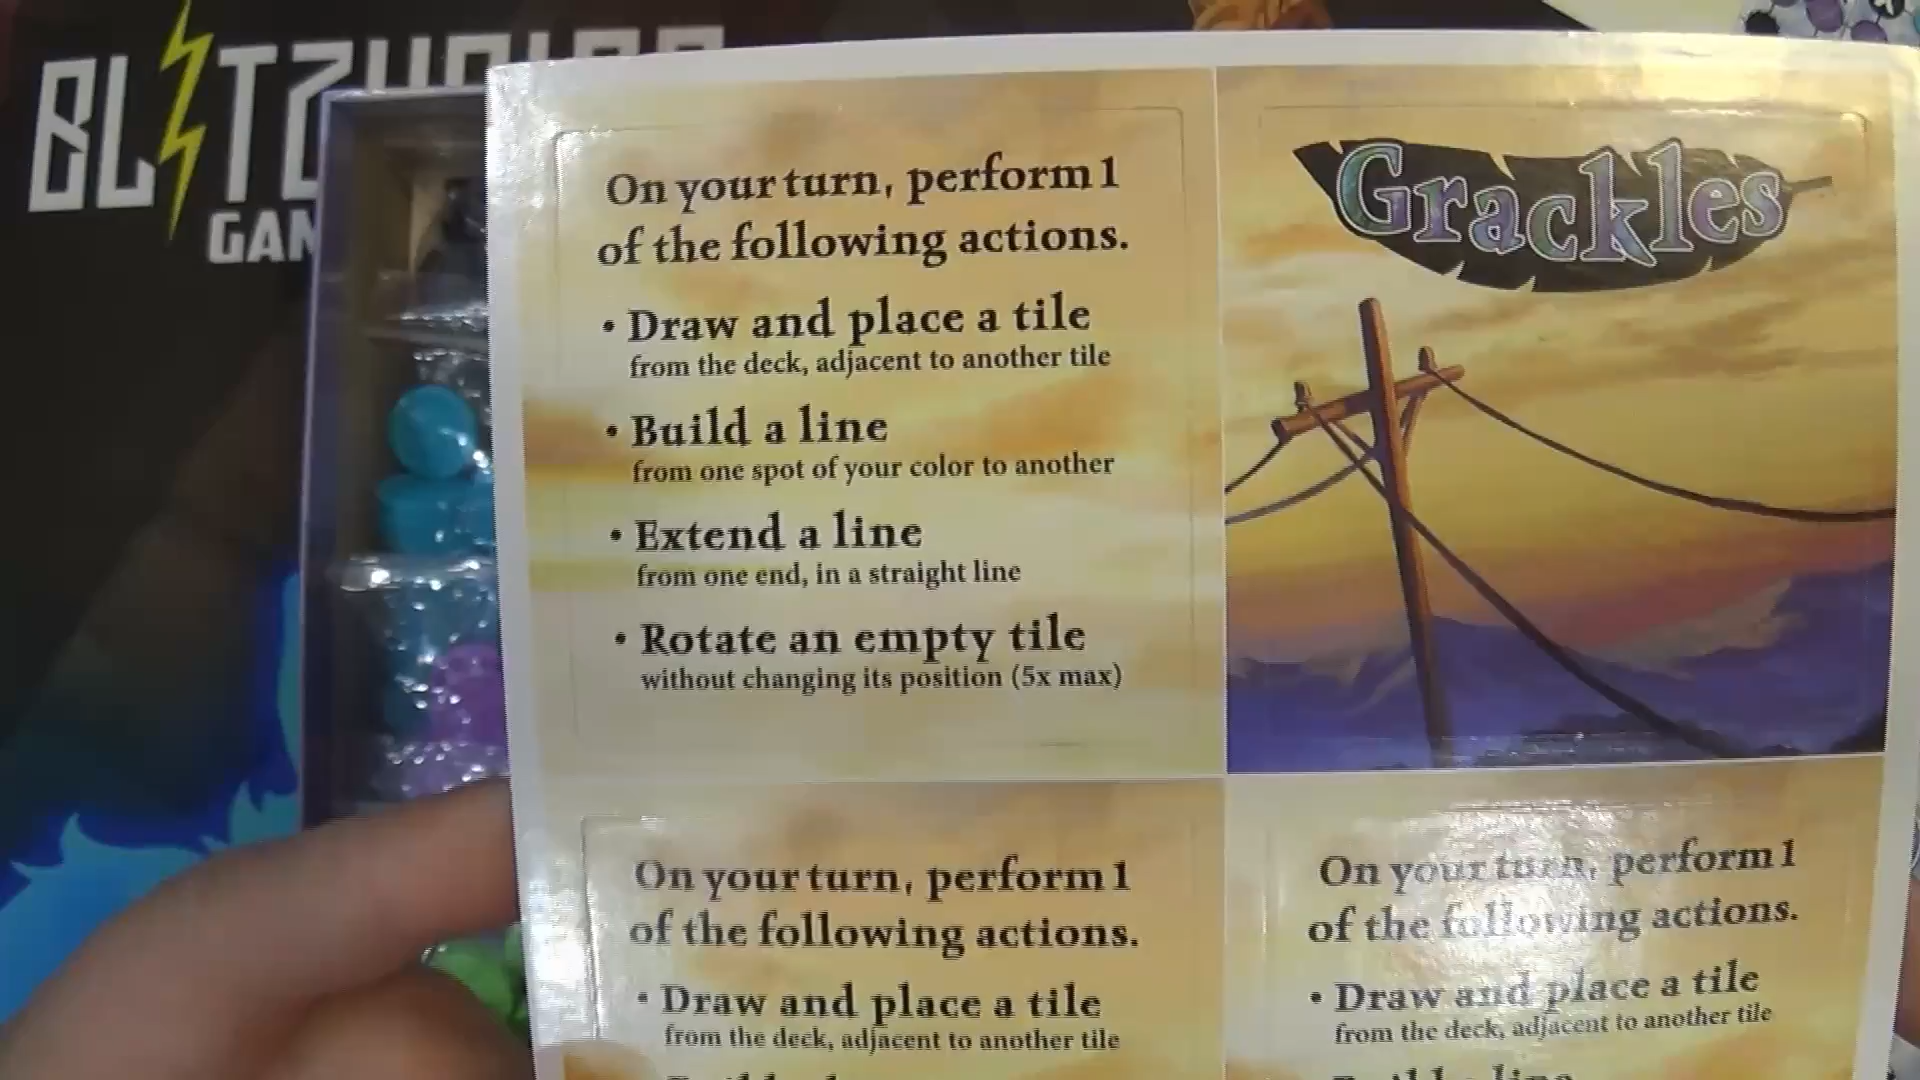 On your turn, perform 1
of the following actions.
• Draw and place a tile
from the deck, adjacent to another tile
• Build a line
from one spot of your color to another
• Extend a line
from one end, in a straight line
• Rotate an empty tile
without changing its position (5x max)
Grackles
On your turn, perform 1
of the following actions.
• Draw and place a tile
from the deck, adjacent to another tile
On your turn, perform 1
of the following actions.
• Draw and place a tile
from the deck, adjacent to another tile